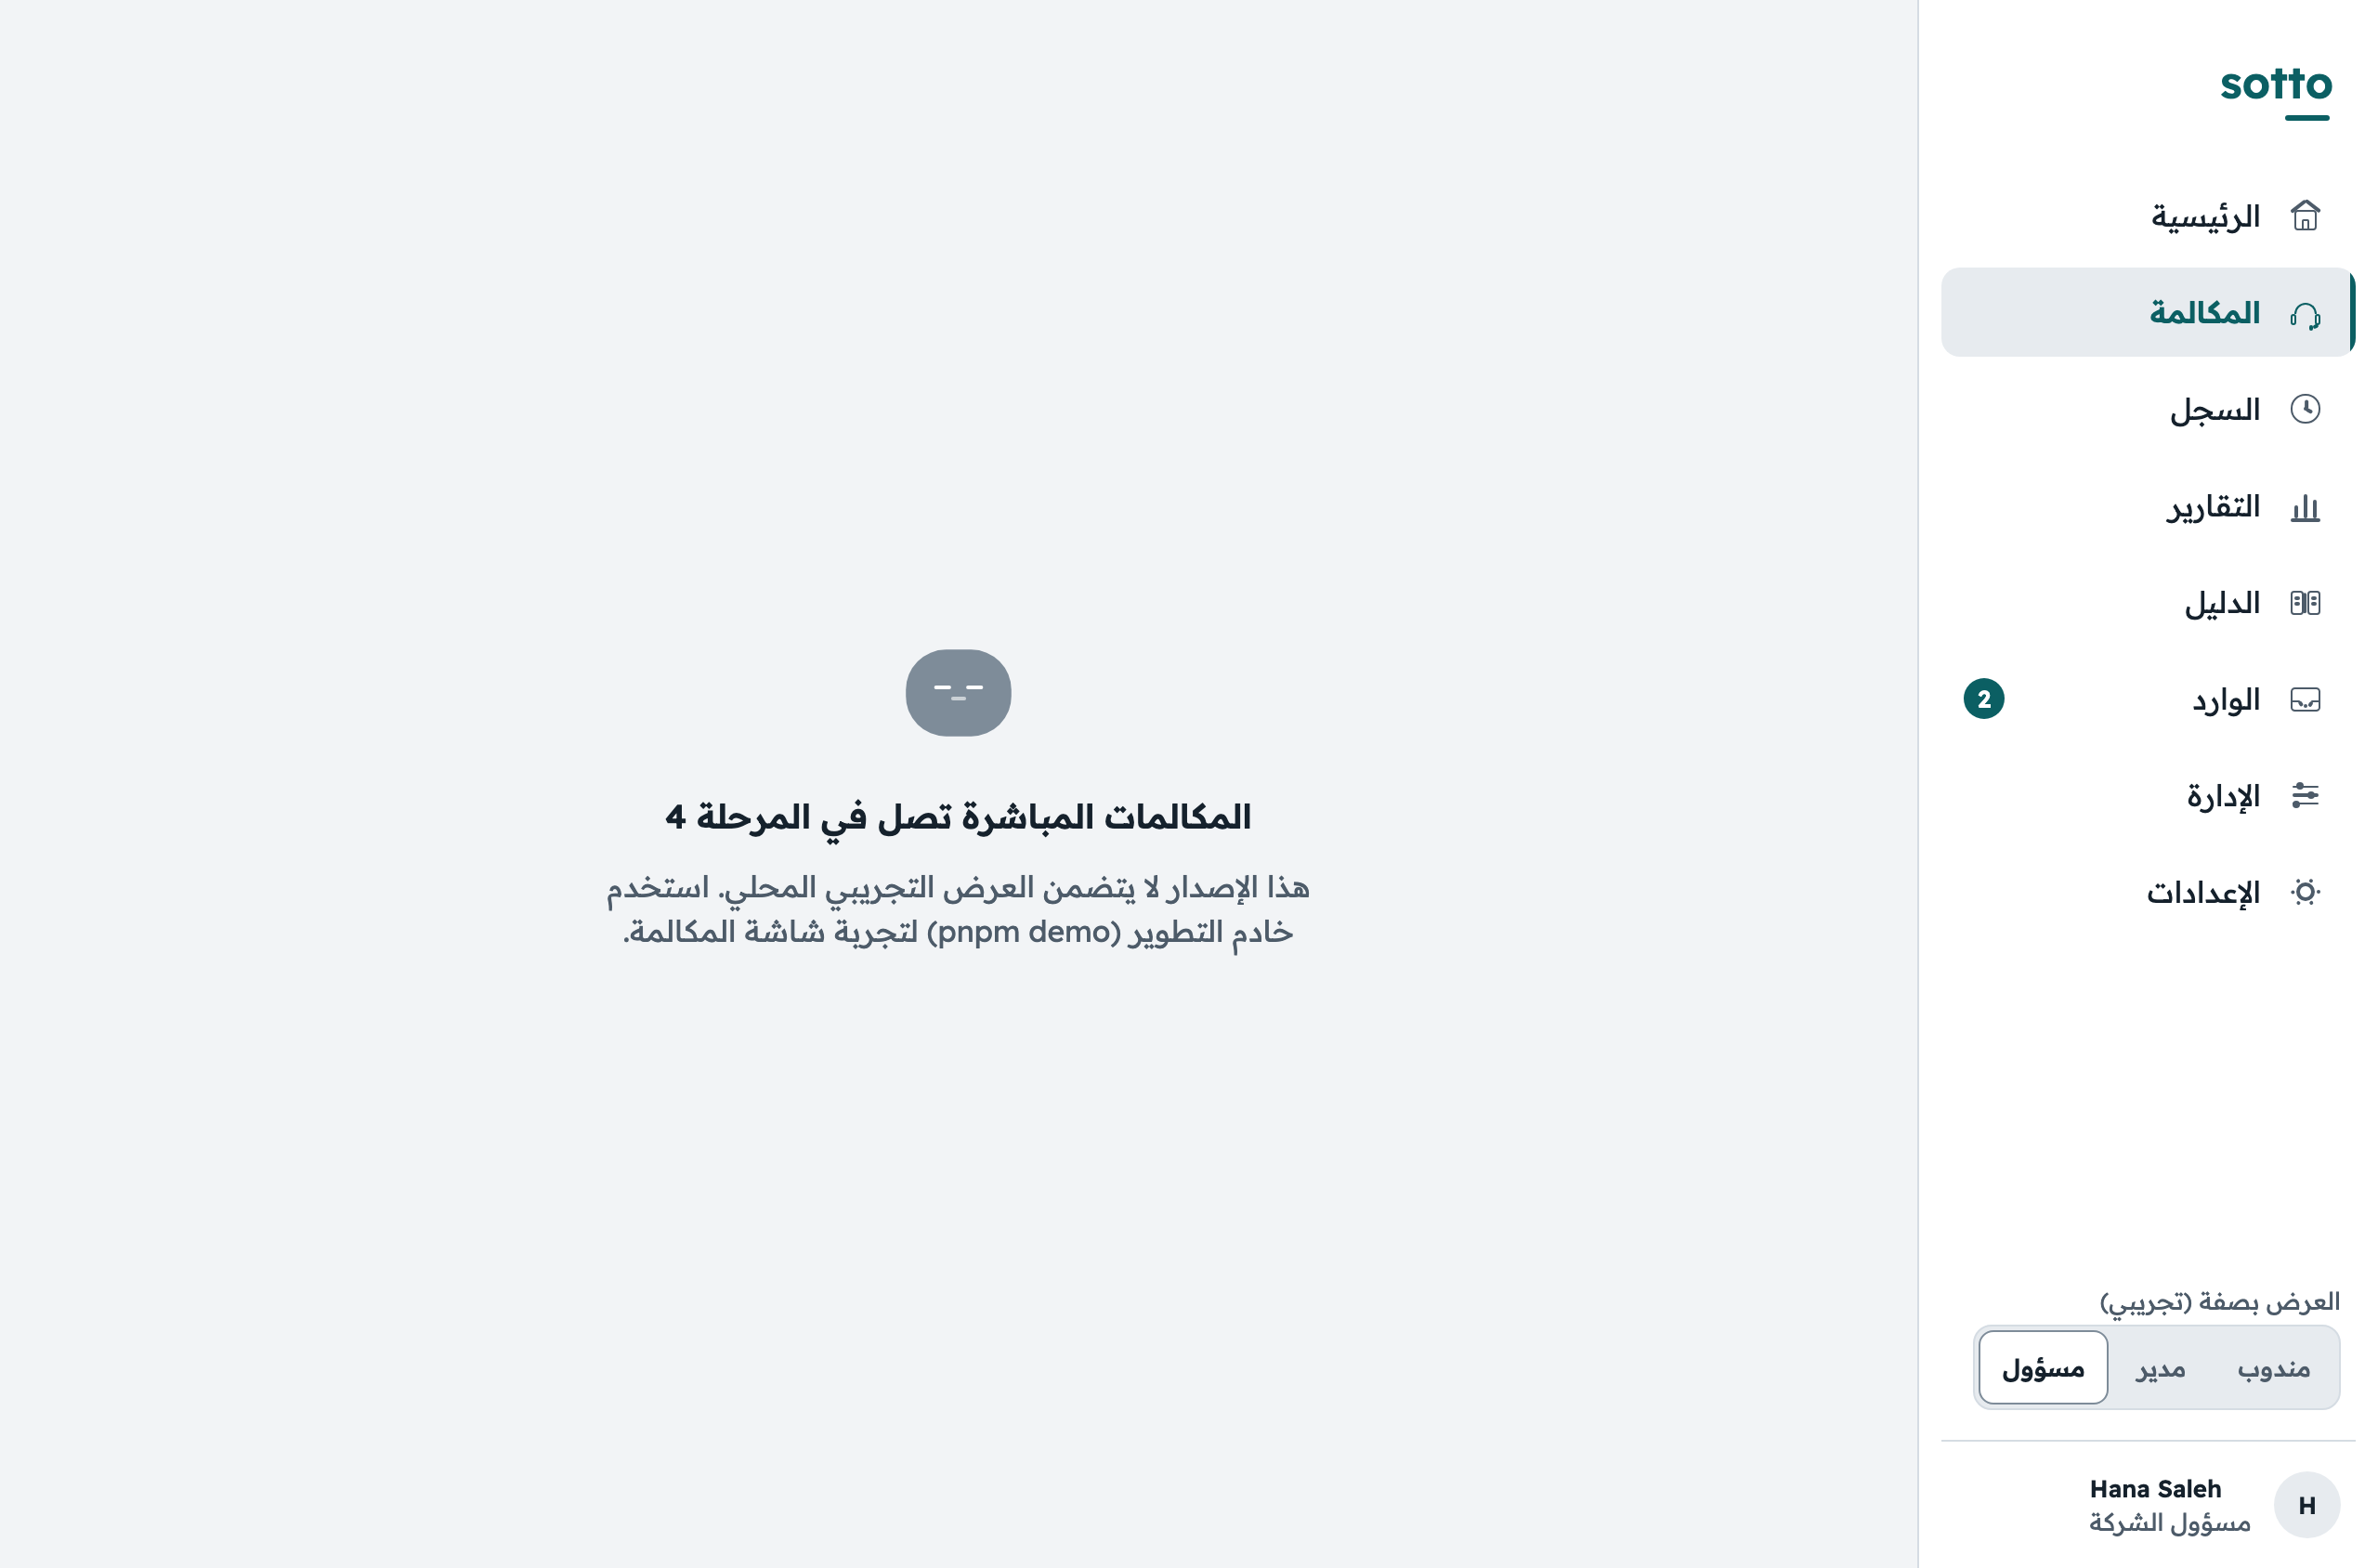 sotto
الرئيسية
المكالمة
السجل
التقارير
الدليل
الوارد 2
الإدارة
الإعدادات
المكالمات المباشرة تصل في المرحلة 4
هذا الإصدار لا يتضمن العرض التجريبي المحلي. استخدم
خادم التطوير (pnpm demo) لتجربة شاشة المكالمة.
العرض بصفة (تجريبي)
مندوب مدير مسؤول
H
Hana Saleh
مسؤول الشركة